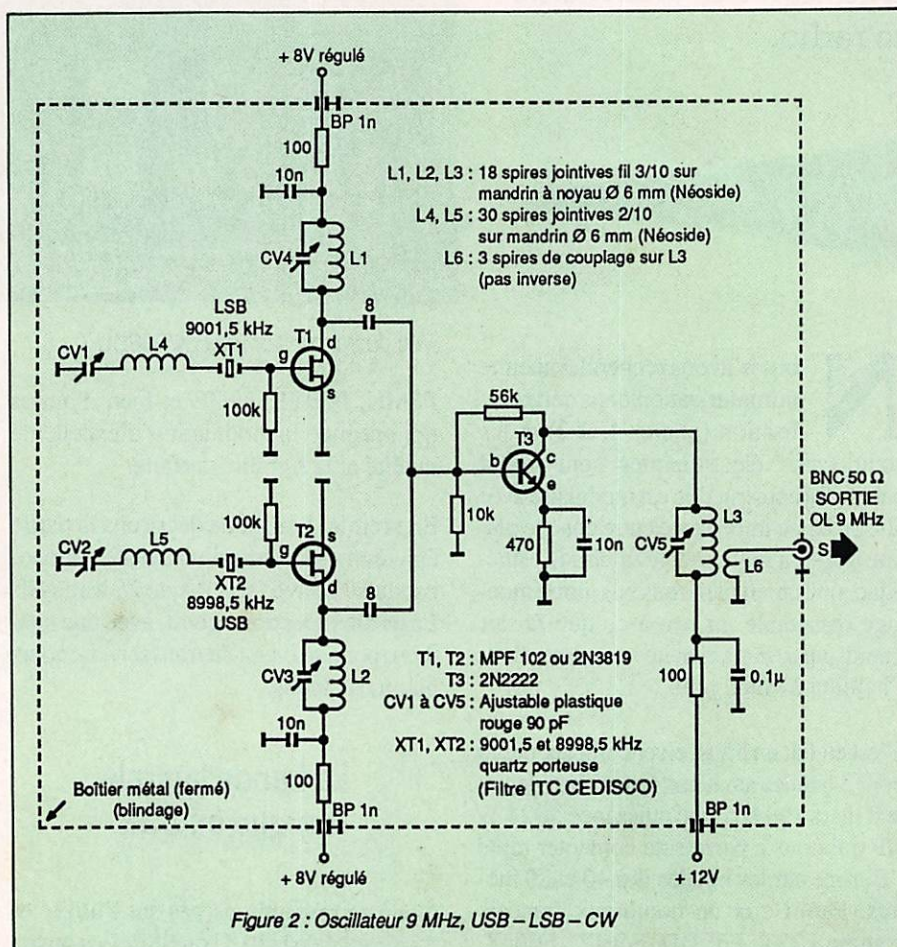 + 8V régulé
BP 1n
100
10n
CV4
L1
L1, L2, L3 : 18 spires jointives fil 3/10 sur
mandrin à noyau Ø 6 mm (Néoside)
L4, L5 : 30 spires jointives 2/10
sur mandrin Ø 6 mm (Néoside)
L6 : 3 spires de couplage sur L3
(pas inverse)
LSB
9001,5 kHz
XT1
CV1
L4
T1
d
g
s
8
100k
56k
T3
b
c
e
10k
470
10n
CV5
L3
L6
BNC 50 Ω
SORTIE
OL 9 MHz
S
100k
CV2
L5
XT2
8998,5 kHz
USB
g
s
T2
d
8
CV3
L2
10n
100
T1, T2 : MPF 102 ou 2N3819
T3 : 2N2222
CV1 à CV5 : Ajustable plastique
rouge 90 pF
XT1, XT2 : 9001,5 et 8998,5 kHz
quartz porteuse
(Filtre ITC CEDISCO)
100
0,1µ
Boîtier métal (fermé)
(blindage)
BP 1n
BP 1n
+ 8V régulé
+ 12V
Figure 2 : Oscillateur 9 MHz, USB – LSB – CW